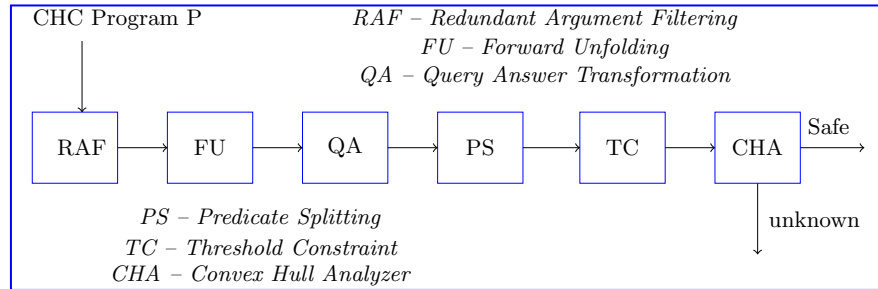 CHC Program P
RAF – Redundant Argument Filtering
FU – Forward Unfolding
QA – Query Answer Transformation
RAF
FU
QA
PS
TC
CHA
Safe
unknown
PS – Predicate Splitting
TC – Threshold Constraint
CHA – Convex Hull Analyzer